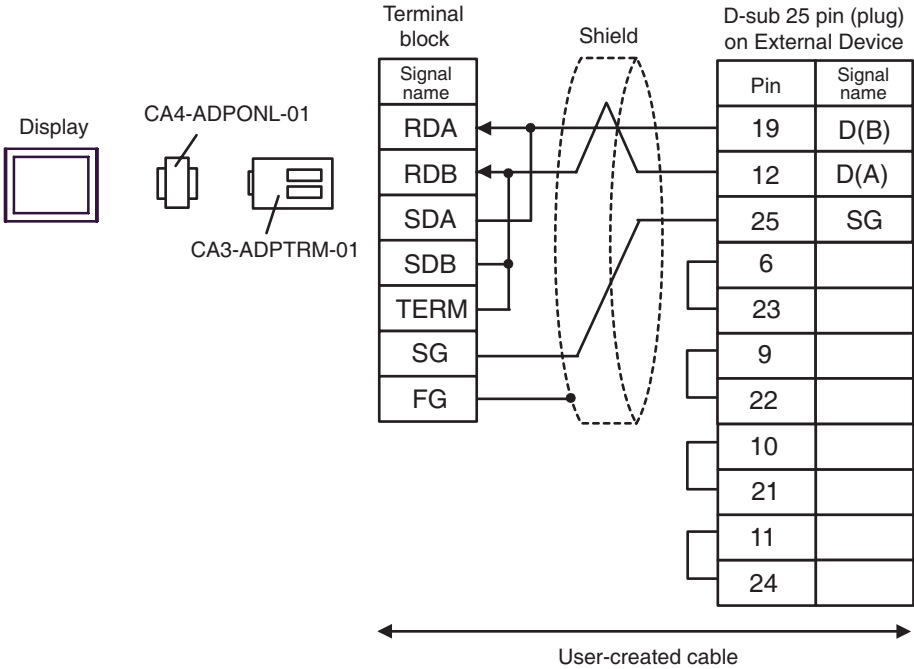 Display
CA4-ADPONL-01
CA3-ADPTRM-01
Terminal
block
Signal
name
RDA
RDB
SDA
SDB
TERM
SG
FG
Shield
D-sub 25 pin (plug)
on External Device
Pin Signal
name
19 D(B)
12 D(A)
25 SG
6
23
9
22
10
21
11
24
User-created cable